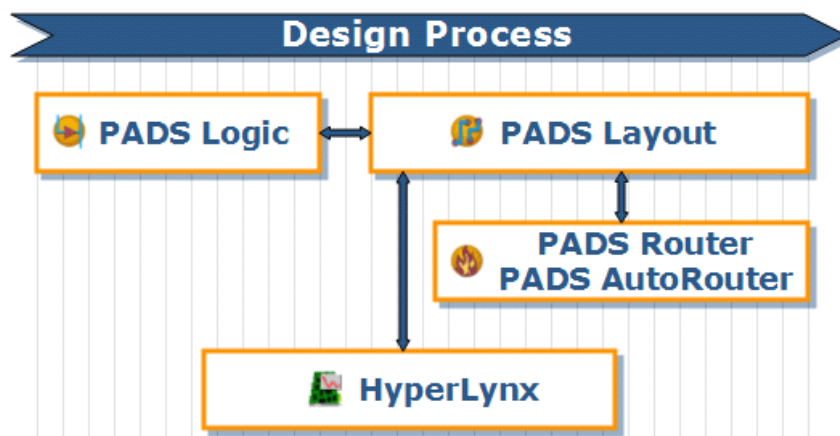 Design Process
PADS Logic
PADS Layout
PADS Router
PADS AutoRouter
HyperLynx